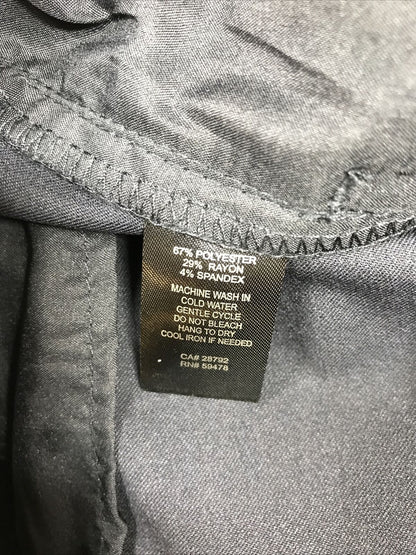 67% POLYESTER
29% RAYON
4% SPANDEX
MACHINE WASH IN
COLD WATER
GENTLE CYCLE
DO NOT BLEACH
HANG TO DRY
COOL IRON IF NEEDED
CA# 28792
RN# 59478